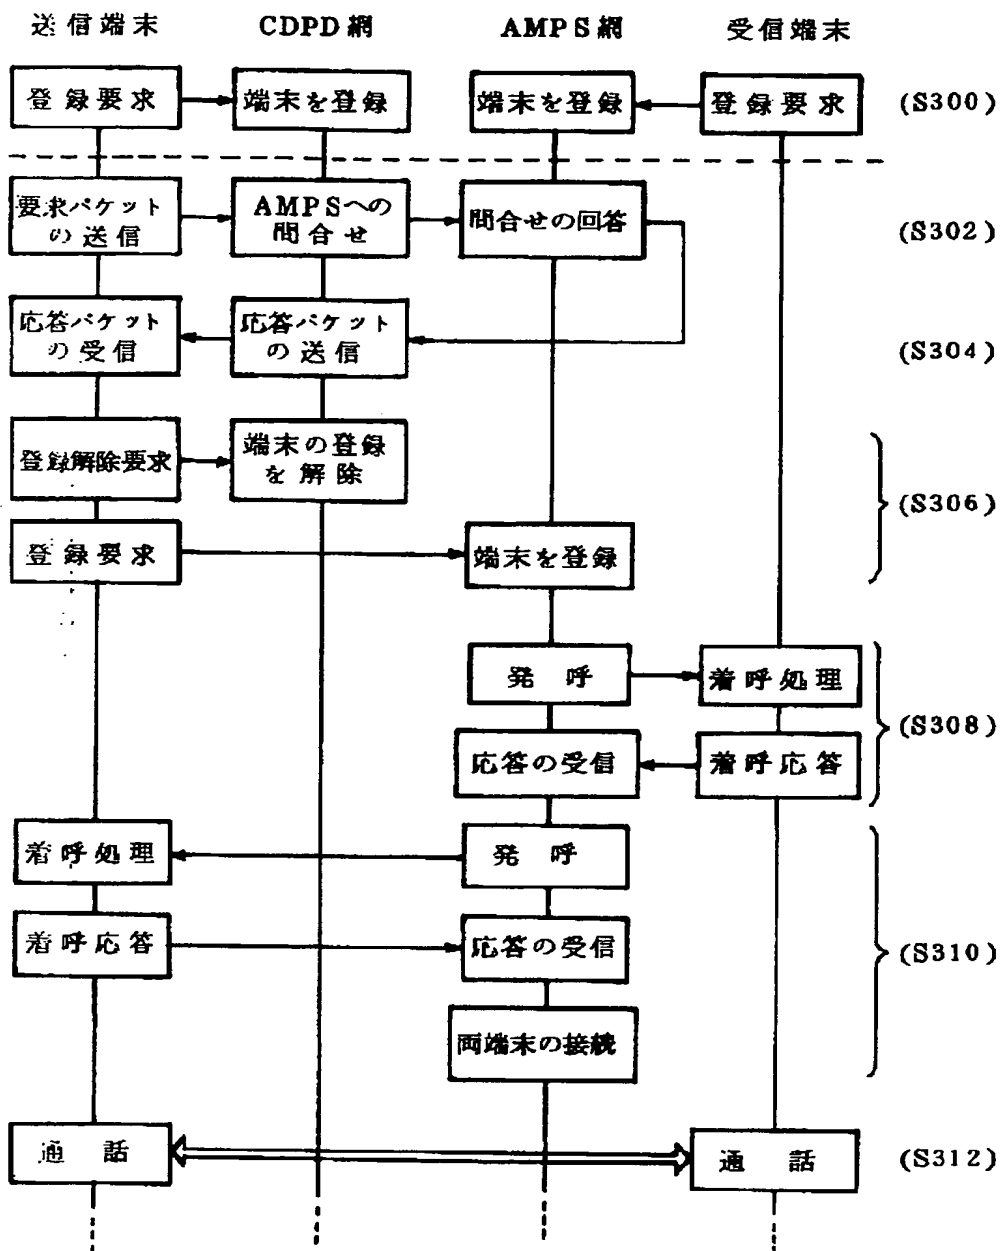 送信端末 CDPD網 AMPS網 受信端末
登録要求 端末を登録 端末を登録 登録要求 (S300)
要求パケット
の送信
AMPSへの
問合せ
問合せの回答
(S302)
応答パケット
の受信
応答パケット
の送信
(S304)
登録解除要求
端末の登録
を解除
(S306)
登録要求 端末を登録
発呼 着呼処理
(S308)
応答の受信 着呼応答
着呼処理 発呼
着呼応答 応答の受信
(S310)
両端末の接続
通話 通話 (S312)